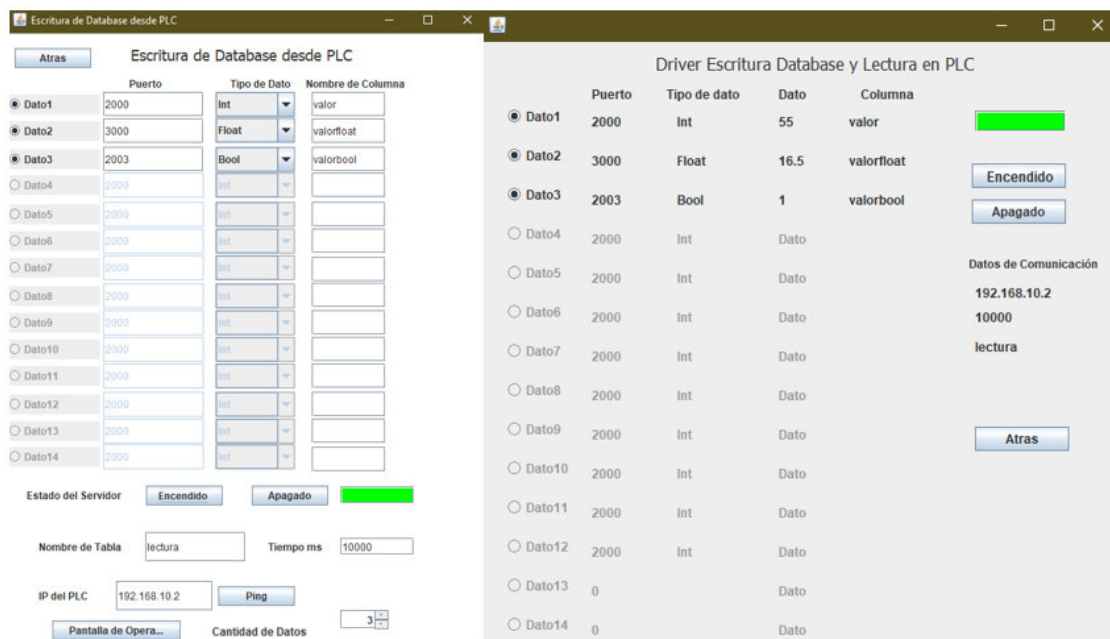 Escritura de Database desde PLC
Atras
Escritura de Database desde PLC
Puerto Tipo de Dato Nombre de Columna
Dato1 2000 Int valor
Dato2 3000 Float valorfloat
Dato3 2003 Bool valorbool
Dato4 2000 Int
Dato5 2000 Int
Dato6 2000 Int
Dato7 2000 Int
Dato8 2000 Int
Dato9 2000 Int
Dato10 2000 Int
Dato11 2000 Int
Dato12 2000 Int
Dato13 2000 Int
Dato14 2000 Int
Estado del Servidor Encendido Apagado
Nombre de Tabla lectura Tiempo ms 10000
IP del PLC 192.168.10.2 Ping
Pantalla de Opera... Cantidad de Datos 3
Driver Escritura Database y Lectura en PLC
Puerto Tipo de dato Dato Columna
Dato1 2000 Int 55 valor
Dato2 3000 Float 16.5 valorfloat
Dato3 2003 Bool 1 valorbool
Dato4 2000 Int Dato
Dato5 2000 Int Dato
Dato6 2000 Int Dato
Dato7 2000 Int Dato
Dato8 2000 Int Dato
Dato9 2000 Int Dato
Dato10 2000 Int Dato
Dato11 2000 Int Dato
Dato12 2000 Int Dato
Dato13 0 Dato
Dato14 0 Dato
Encendido
Apagado
Datos de Comunicación
192.168.10.2
10000
lectura
Atras